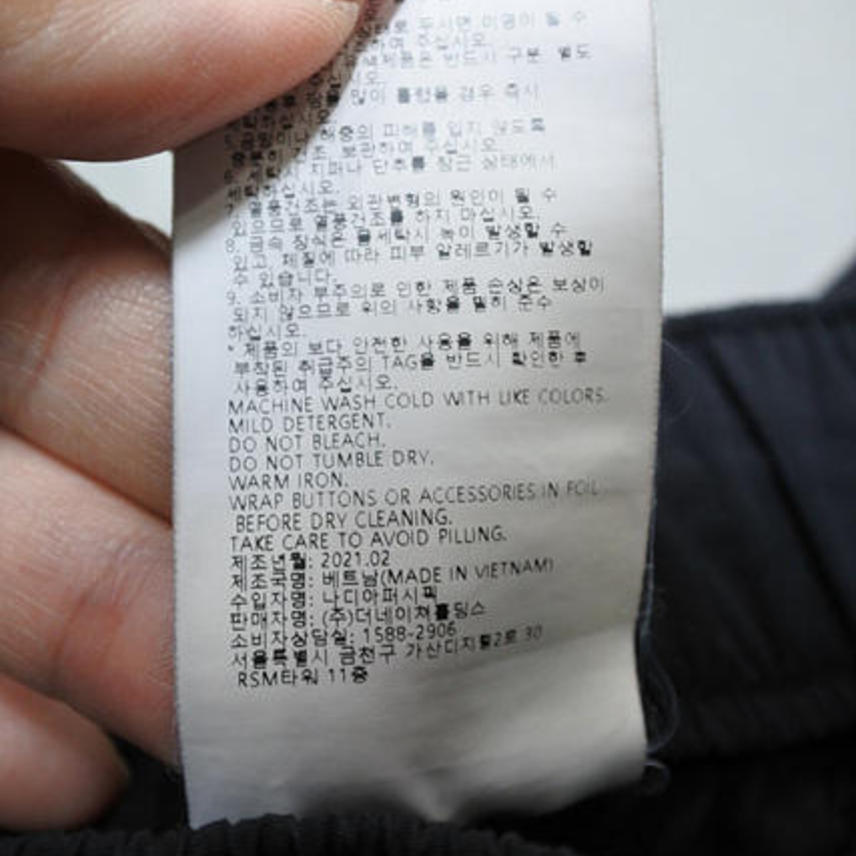 두시면 이염이 될 수
하여 주십시오.
반드시 구분 별도
많이 흘렸을 경우 즉시
해충의 피해를 입지 않도록
보관하여 주십시오.
지퍼나 단추를 잠근 상태에서
하십시오.
외관변형의 원인이 될 수
있으므로 건조를 하지 마십시오.
8. 금속 장식은 물세탁시 녹이 발생할 수
있고, 체질에 따라 피부 알레르기가 발생할
수 있습니다.
9. 소비자 부주의로 인한 제품 손상은 보상이
되지 않으므로 위의 사항을 필히 준수
하십시오.
* 제품의 보다 안전한 사용을 위해 제품에
부착된 취급주의 TAG을 반드시 확인한 후
사용하여 주십시오.
MACHINE WASH COLD WITH LIKE COLORS.
MILD DETERGENT.
DO NOT BLEACH.
DO NOT TUMBLE DRY.
WARM IRON.
WRAP BUTTONS OR ACCESSORIES IN FOIL
BEFORE DRY CLEANING.
TAKE CARE TO AVOID PILLING.
제조년월: 2021.02
제조국명: 베트남(MADE IN VIETNAM)
수입자명: 나디아퍼시픽
판매자명: (주)더네이쳐홀딩스
소비자상담실: 1588-2906
서울특별시 금천구 가산디지털2로 30
RSM타워 11층